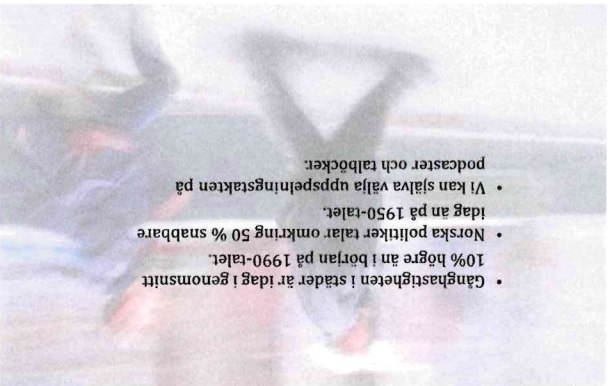 • Gånghastigheten i städer är idag i genomsnitt
10% högre än i början på 1990-talet.
• Norska politiker talar omkring 50 % snabbare
idag än på 1950-talet.
• Vi kan själva välja uppspelningstakten på
podcaster och talböcker.